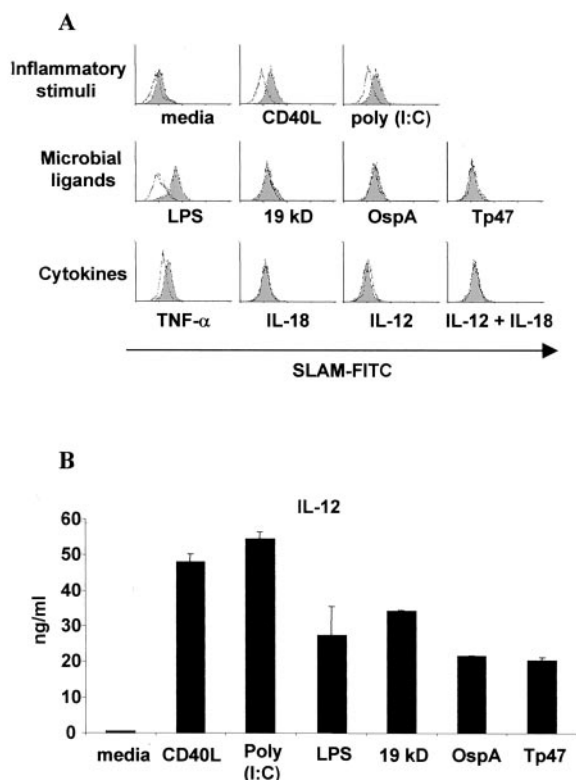 A
Inflammatory
stimuli
media CD40L poly (I:C)
Microbial
ligands
LPS 19 kD OspA Tp47
Cytokines
TNF-α IL-18 IL-12 IL-12 + IL-18
SLAM-FITC
B
IL-12
60
50
40
30
20
10
0
ng/ml
media CD40L Poly (I:C) LPS 19 kD OspA Tp47